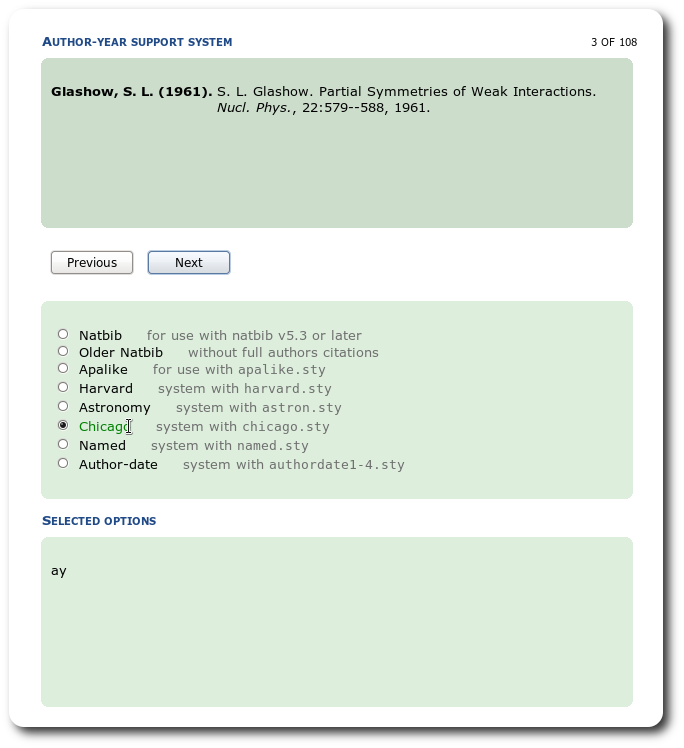 AUTHOR-YEAR SUPPORT SYSTEM 3 OF 108
Glashow, S. L. (1961). S. L. Glashow. Partial Symmetries of Weak Interactions.
Nucl. Phys., 22:579--588, 1961.
Previous Next
Natbib for use with natbib v5.3 or later
Older Natbib without full authors citations
Apalike for use with apalike.sty
Harvard system with harvard.sty
Astronomy system with astron.sty
Chicago system with chicago.sty
Named system with named.sty
Author-date system with authordate1-4.sty
SELECTED OPTIONS
ay